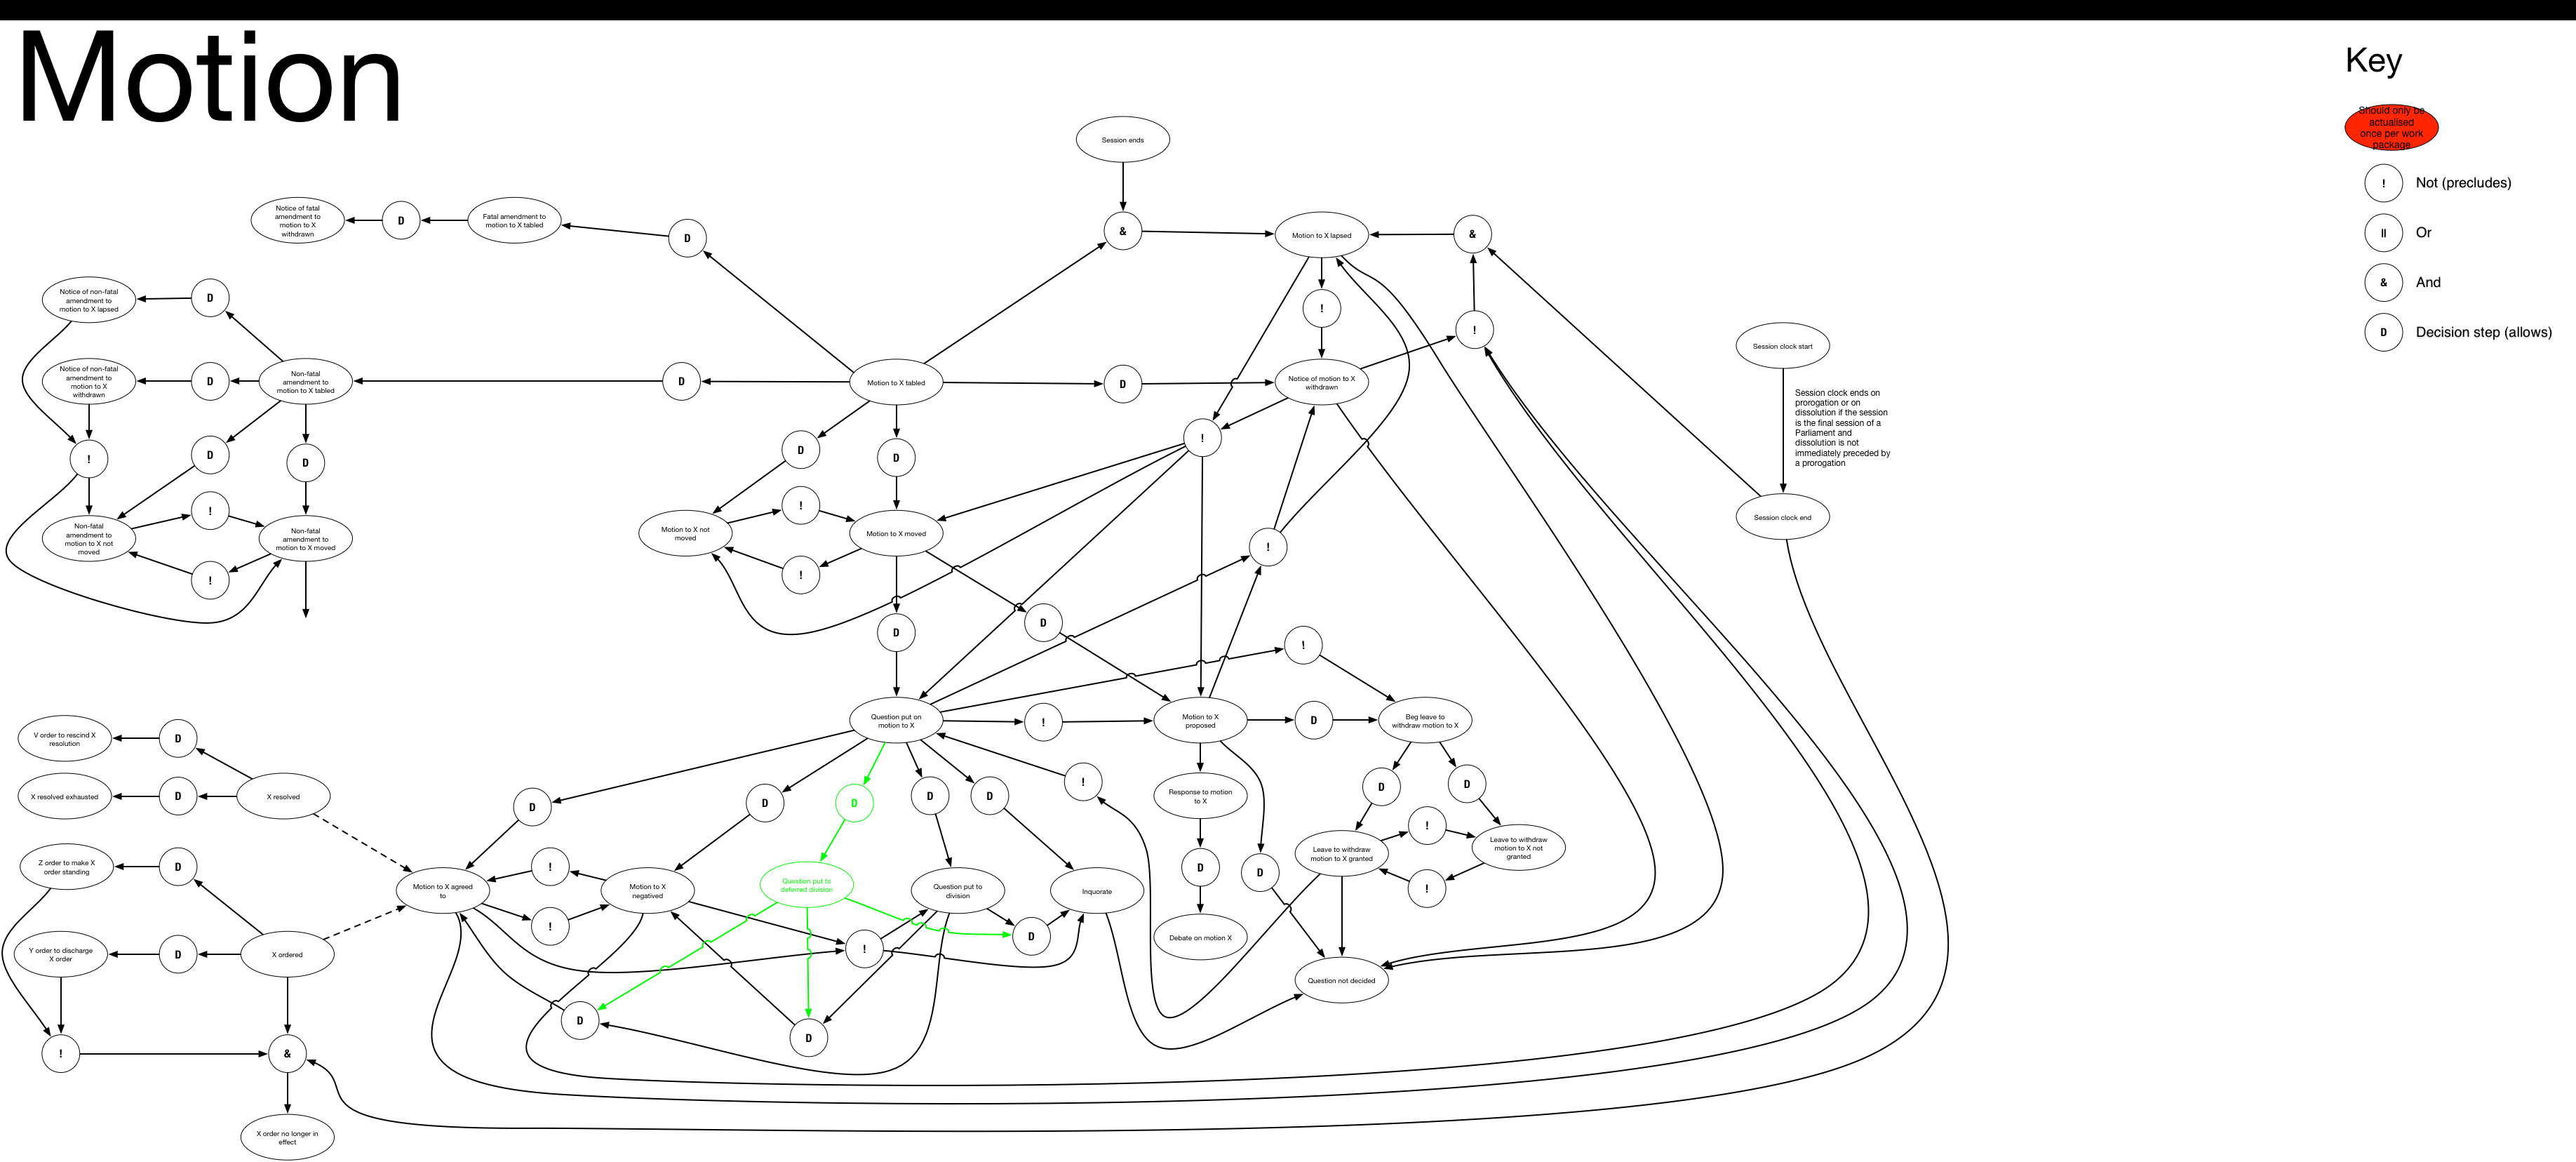 Motion
Key
Should only be
actualised
once per work
package
!
Not (precludes)
II
Or
&
And
D
Decision step (allows)
Session ends
Notice of fatal
amendment to
motion to X
withdrawn
D
Fatal amendment to
motion to X tabled
D
&
Motion to X lapsed
&
Notice of non-fatal
amendment to
motion to X lapsed
D
!
!
Session clock start
Notice of non-fatal
amendment to
motion to X
withdrawn
D
Non-fatal
amendment to
motion to X tabled
D
Motion to X tabled
D
Notice of motion to X
withdrawn
Session clock ends on
prorogation or on
dissolution if the session
is the final session of a
Parliament and
dissolution is not
immediately preceded by
a prorogation
!
D
D
D
D
!
!
!
Non-fatal
amendment to
motion to X not
moved
Non-fatal
amendment to
motion to X moved
Motion to X not
moved
Motion to X moved
!
Session clock end
!
!
D
D
!
V order to rescind X
resolution
D
Question put on
motion to X
!
Motion to X
proposed
D
Beg leave to
withdraw motion to X
X resolved exhausted
D
X resolved
D
D
D
D
D
!
Response to motion
to X
D
D
Z order to make X
order standing
D
Motion to X agreed
to
!
!
Motion to X
negatived
Question put to
deferred division
Question put to
division
Inquorate
D
D
Leave to withdraw
motion to X granted
!
!
Leave to withdraw
motion to X not
granted
Y order to discharge
X order
D
X ordered
!
D
Debate on motion X
Question not decided
D
D
!
&
X order no longer in
effect